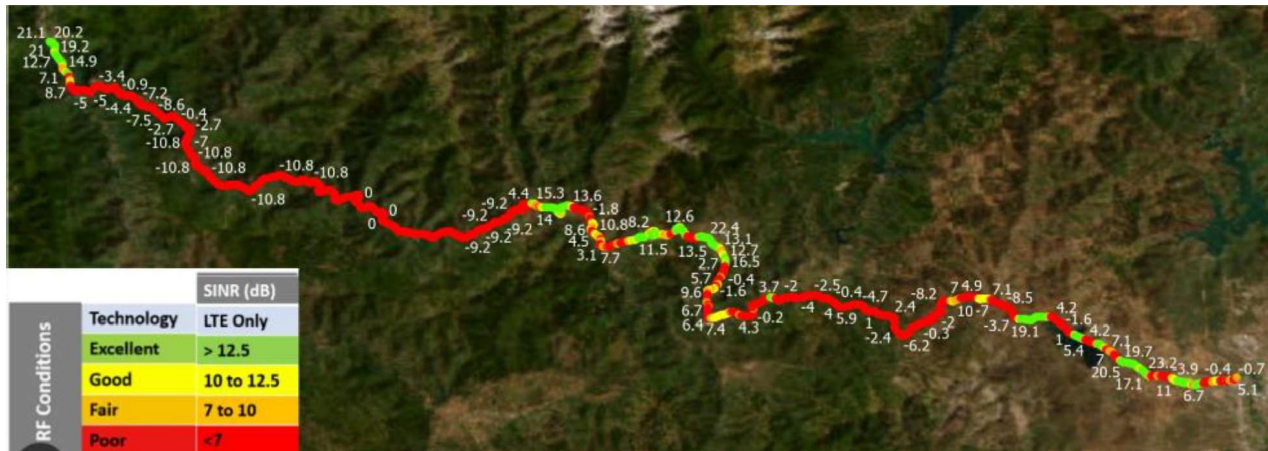 21.1 20.2
21 19.2
12.7 14.9
7.1
8.7
-5 -5 -3.4
-4.4 -0.9
-7.5 -7.2
-2.7 -8.6
-10.8 -0.4
-2.7
-7
-10.8
-10.8 -10.8
-10.8
-10.8 -10.8
0
0 0
-9.2 -9.2
-9.2 -9.2
-9.2 -9.2
4.4 15.3 13.6
14 -1.8
8.6 10.8 8.2 12.6
4.5
3.1 7.7 11.5
13.5 22.4
13.1
12.7
2.7 16.5
5.7 -0.4
9.6 -1.6
6.7
6.4 7.4 4.3 -0.2
3.7 -2 -2.5
-4 4 -0.4
5.9 -4.7
1 2.4
-2.4 -6.2 -0.3
-8.2 -2
7 4.9 7.1
10 -7 -8.5
-3.7 19.1
4.2
-1.6
1 5.4 4.2
7 7.1
20.5 19.7
17.1 23.2 -3.9 -0.4 -0.7
11 6.7 5.1
SINR (dB)
Technology LTE Only
Excellent > 12.5
Good 10 to 12.5
Fair 7 to 10
Poor <7
RF Conditions